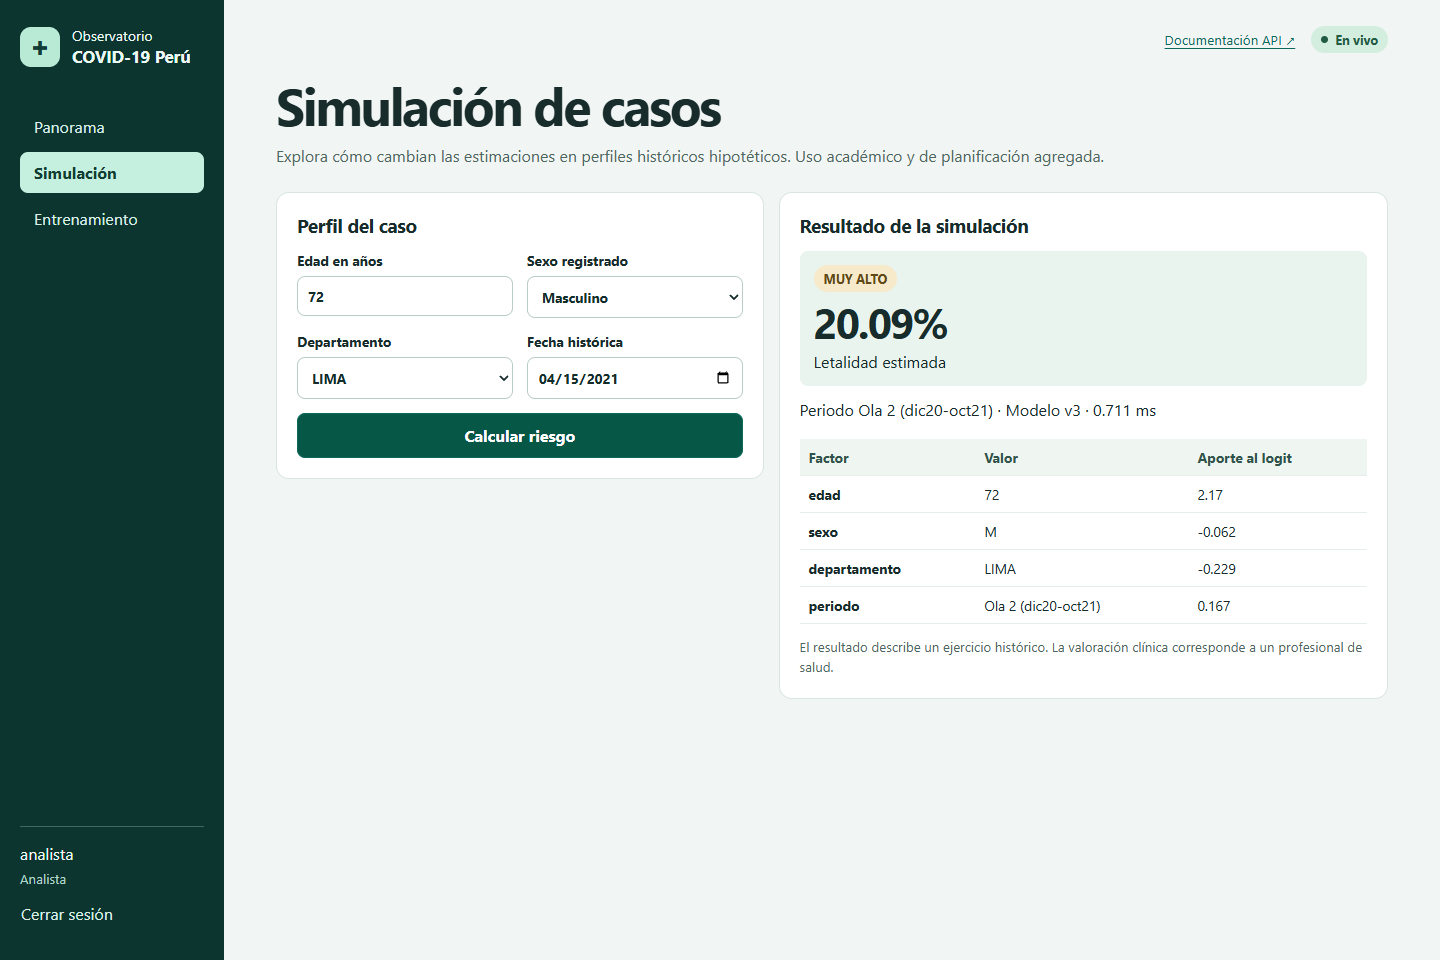 Observatorio
COVID-19 Perú
Panorama
Simulación
Entrenamiento
analista
Analista
Cerrar sesión
Documentación API ↗
En vivo
Simulación de casos
Explora cómo cambian las estimaciones en perfiles históricos hipotéticos. Uso académico y de planificación agregada.
Perfil del caso
Edad en años
Sexo registrado
72
Masculino
Departamento
Fecha histórica
LIMA
04/15/2021
Calcular riesgo
Resultado de la simulación
MUY ALTO
20.09%
Letalidad estimada
Periodo Ola 2 (dic20-oct21) · Modelo v3 · 0.711 ms
Factor Valor Aporte al logit
edad 72 2.17
sexo M -0.062
departamento LIMA -0.229
periodo Ola 2 (dic20-oct21) 0.167
El resultado describe un ejercicio histórico. La valoración clínica corresponde a un profesional de
salud.